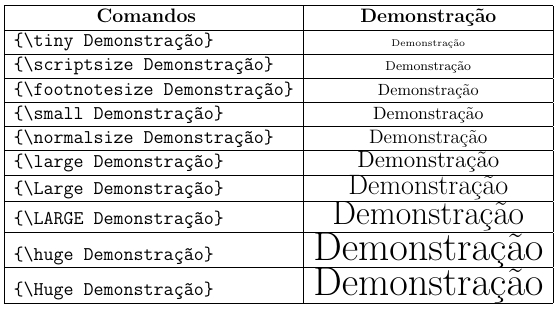 Comandos Demonstração
{\tiny Demonstração} Demonstração
{\scriptsize Demonstração} Demonstração
{\footnotesize Demonstração} Demonstração
{\small Demonstração} Demonstração
{\normalsize Demonstração} Demonstração
{\large Demonstração} Demonstração
{\Large Demonstração} Demonstração
{\LARGE Demonstração} Demonstração
{\huge Demonstração} Demonstração
{\Huge Demonstração} Demonstração